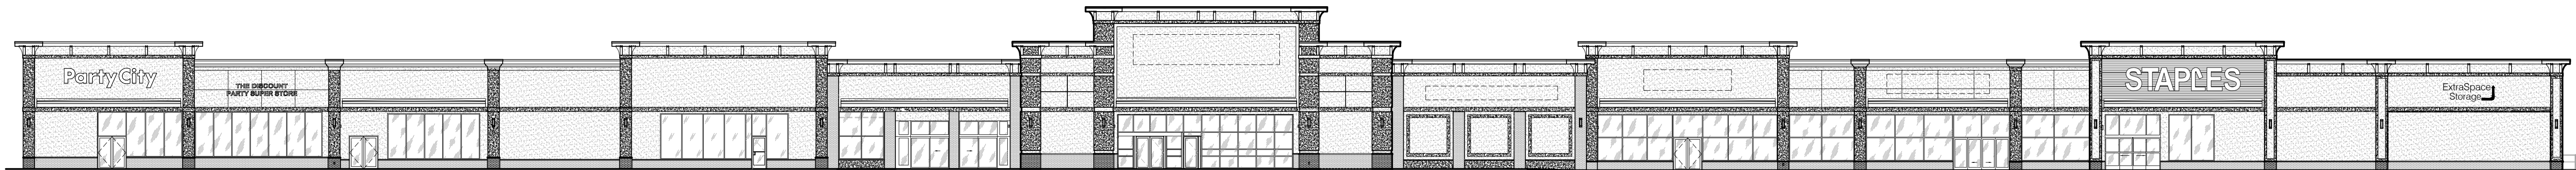 Party City
THE DISCOUNT
PARTY SUPER STORE
STAPLES
ExtraSpace
Storage